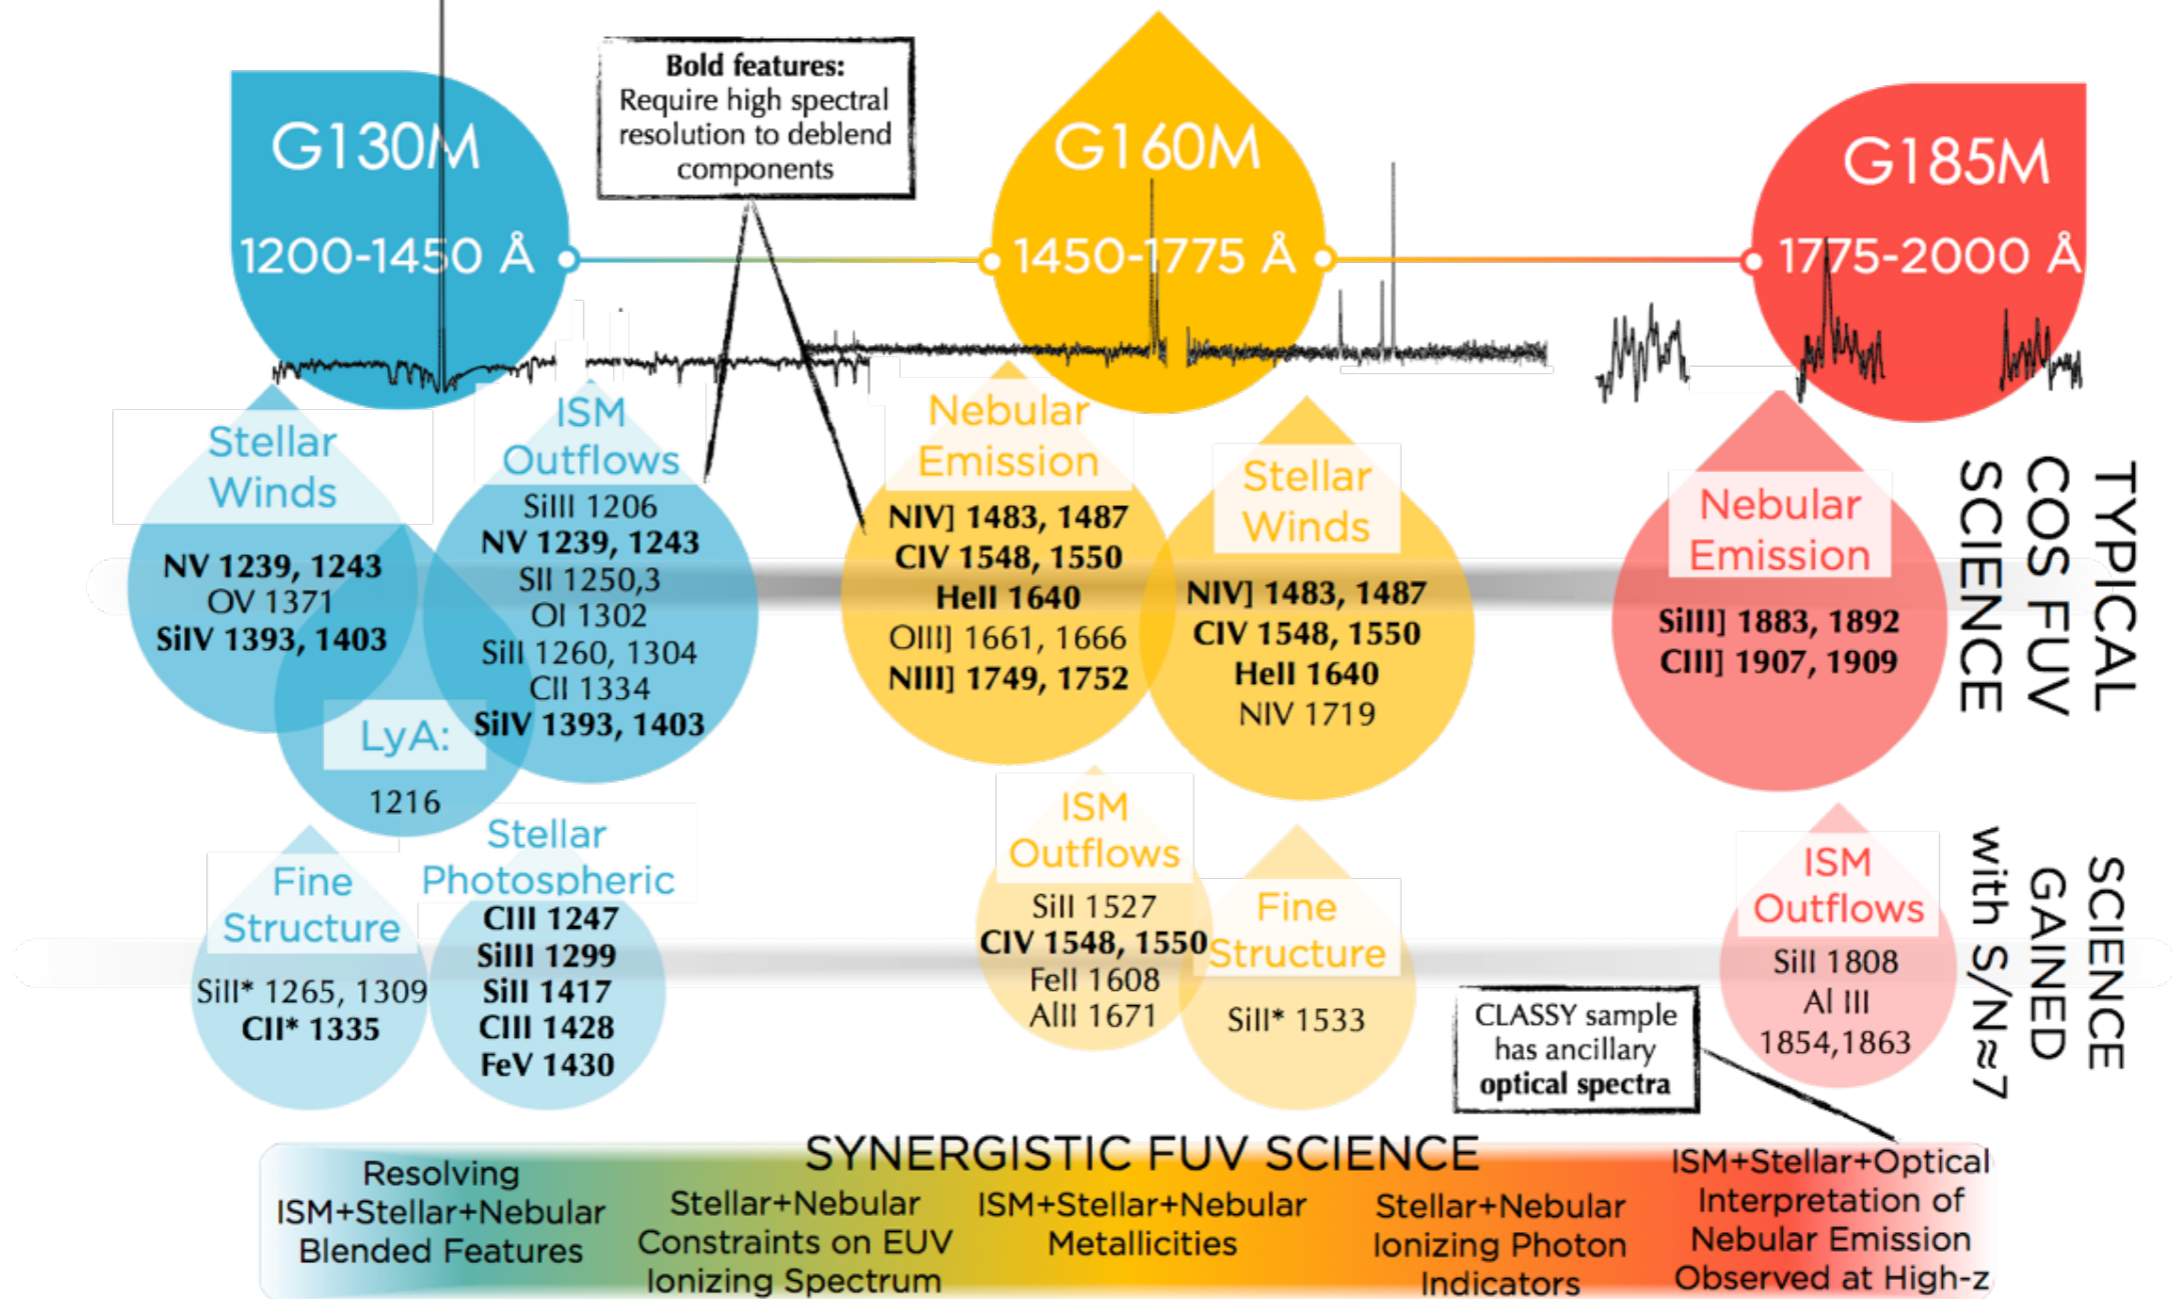 Bold features:
Require high spectral
resolution to deblend
components
G130M
1200-1450 Å
G160M
1450-1775 Å
G185M
1775-2000 Å
Stellar
Winds
NV 1239, 1243
OV 1371
SiIV 1393, 1403
ISM
Outflows
SiIII 1206
NV 1239, 1243
SII 1250,3
OI 1302
SiII 1260, 1304
CII 1334
SiIV 1393, 1403
LyA:
1216
Nebular
Emission
NIV] 1483, 1487
CIV 1548, 1550
HeII 1640
OIII] 1661, 1666
NIII] 1749, 1752
Stellar
Winds
NIV] 1483, 1487
CIV 1548, 1550
HeII 1640
NIV 1719
Nebular
Emission
SiIII] 1883, 1892
CIII] 1907, 1909
TYPICAL
COS FUV
SCIENCE
Fine
Structure
SiII* 1265, 1309
CII* 1335
Stellar
Photospheric
CIII 1247
SiIII 1299
SiII 1417
CIII 1428
FeV 1430
ISM
Outflows
SiII 1527
CIV 1548, 1550
FeII 1608
AlII 1671
Fine
Structure
SiII* 1533
ISM
Outflows
SiII 1808
Al III
1854,1863
SCIENCE
GAINED
with S/N≈7
CLASSY sample
has ancillary
optical spectra
SYNERGISTIC FUV SCIENCE
Resolving
ISM+Stellar+Nebular
Blended Features
Stellar+Nebular
Constraints on EUV
Ionizing Spectrum
ISM+Stellar+Nebular
Metallicities
Stellar+Nebular
Ionizing Photon
Indicators
ISM+Stellar+Optical
Interpretation of
Nebular Emission
Observed at High-z